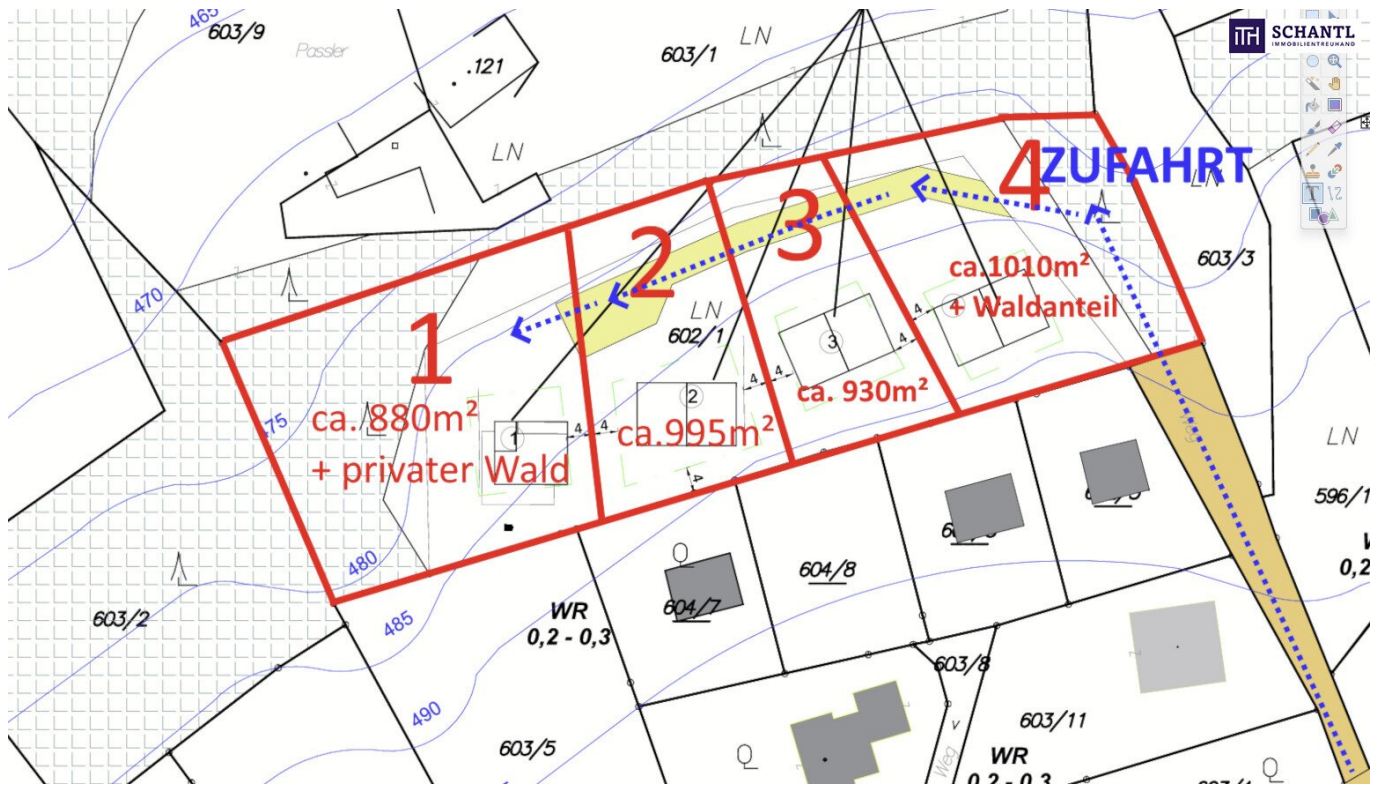 465
603/9
Passler
.121
603/1
LN
iTH SCHANTL
IMMOBILIENTREUHAND
LN
4
ZUFAHRT
LN
603/3
470
2
3
LN
602/1
ca.1010m²
+ Waldanteil
4
1
3
4
4
4
4
ca. 930m²
475
ca. 880m²
+ privater Wald
1
4
4
2
ca.995m²
4
Weg
LN
596/1
0,2
480
603/2
485
WR
0,2 - 0,3
604/7
604/8
603/8
490
603/5
603/11
Weg
WR
0,2 - 0,3